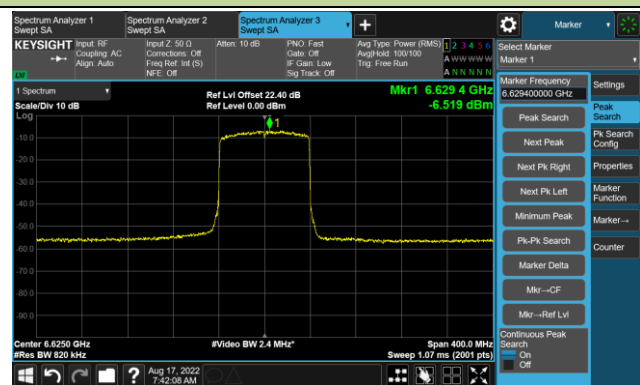 Spectrum Analyzer 1
Swept SA
Spectrum Analyzer 2
Swept SA
Spectrum Analyzer 3
Swept SA
Marker
KEYSIGHT
Input: RF
Coupling: AC
Align: Auto
Input Z: 50 Ω
Corrections: Off
Freq Ref: Int (S)
NFE: Off
Atten: 10 dB
PNO: Fast
Gate: Off
IF Gain: Low
Sig Track: Off
Avg Type: Power (RMS)
Avg|Hold: 100/100
Trig: Free Run
1 2 3 4 5 6
A W W W W W
A N N N N N
LW
Select Marker
Marker 1
1 Spectrum
Scale/Div 10 dB
Log
Ref Lvl Offset 22.40 dB
Ref Level 0.00 dBm
Mkr1 6.629 4 GHz
-6.519 dBm
1
-10.0
-20.0
-30.0
-40.0
-50.0
-60.0
-70.0
-80.0
-90.0
Center 6.6250 GHz
#Res BW 820 kHz
#Video BW 2.4 MHz*
Span 400.0 MHz
Sweep 1.07 ms (2001 pts)
Marker Frequency
6.629400000 GHz
Peak Search
Next Peak
Next Pk Right
Next Pk Left
Minimum Peak
Pk-Pk Search
Marker Delta
Mkr→CF
Mkr→Ref Lvl
Continuous Peak
Search
On
Off
Settings
Peak
Search
Pk Search
Config
Properties
Marker
Function
Marker→
Counter
Aug 17, 2022
7:42:08 AM